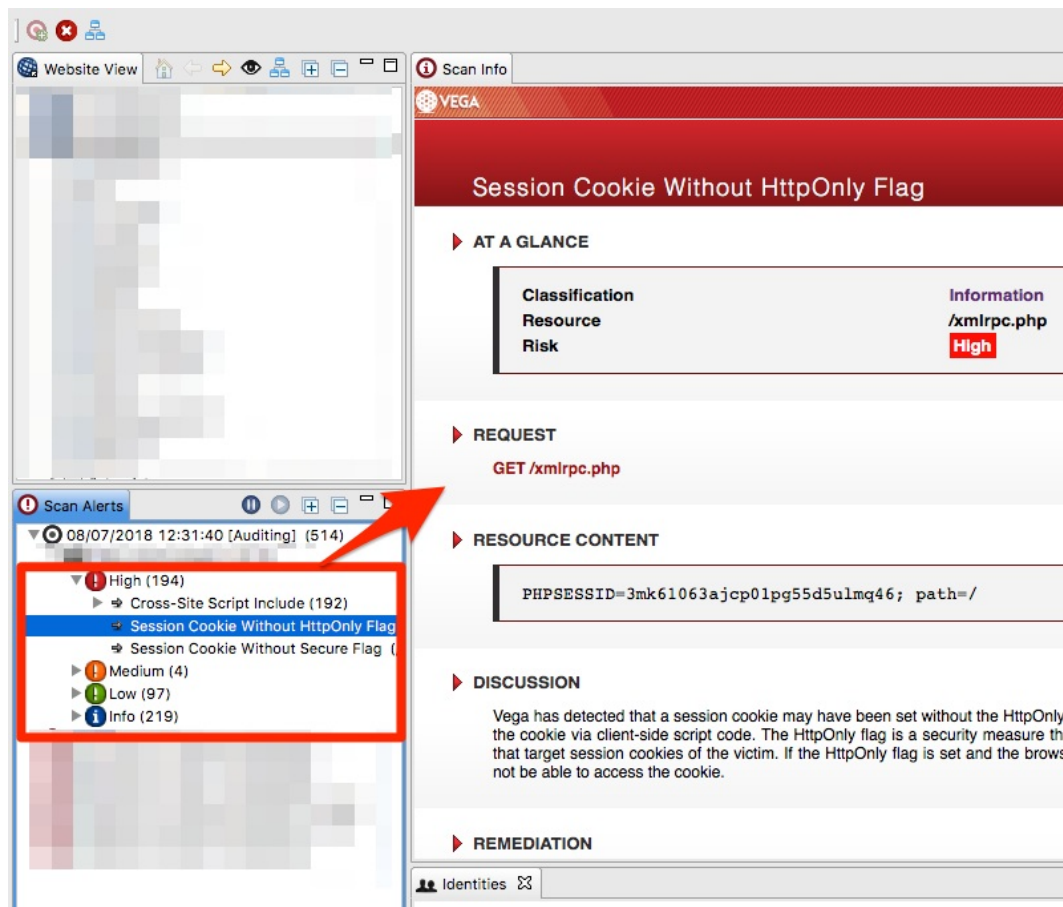 Website View
Scan Info
VEGA
Session Cookie Without HttpOnly Flag
AT A GLANCE
Classification Information
Resource /xmlrpc.php
Risk High
REQUEST
GET /xmlrpc.php
RESOURCE CONTENT
PHPSESSID=3mk61063ajcp01pg55d5ulmq46; path=/
DISCUSSION
Vega has detected that a session cookie may have been set without the HttpOnly
the cookie via client-side script code. The HttpOnly flag is a security measure th
that target session cookies of the victim. If the HttpOnly flag is set and the brows
not be able to access the cookie.
REMEDIATION
Scan Alerts
08/07/2018 12:31:40 [Auditing] (514)
High (194)
Cross-Site Script Include (192)
Session Cookie Without HttpOnly Flag
Session Cookie Without Secure Flag (
Medium (4)
Low (97)
Info (219)
Identities